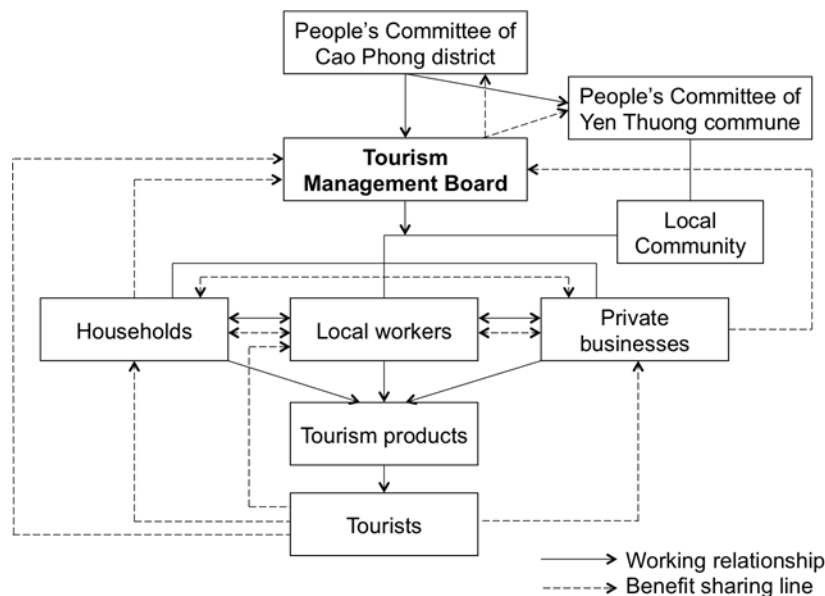 People's Committee of
Cao Phong district
People's Committee of
Yen Thuong commune
Tourism
Management Board
Local
Community
Households
Local workers
Private
businesses
Tourism products
Tourists
Working relationship
Benefit sharing line